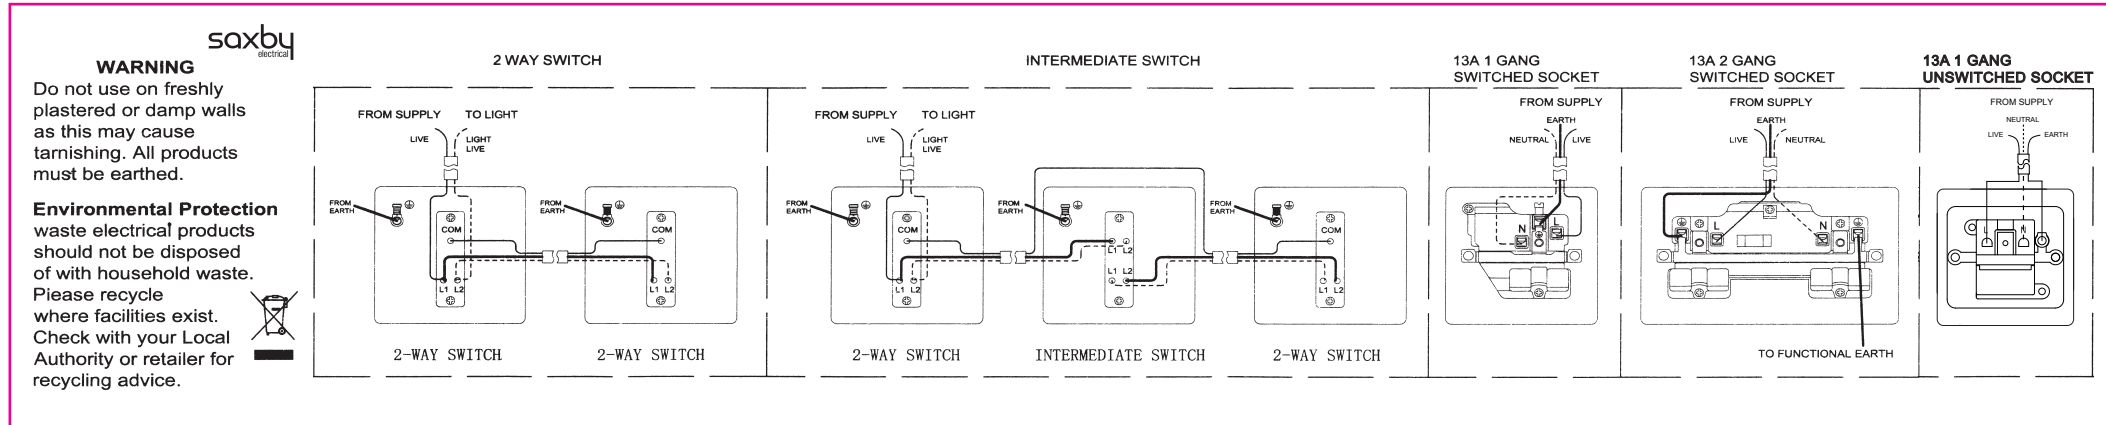 saxby
electrical
WARNING
Do not use on freshly
plastered or damp walls
as this may cause
tarnishing. All products
must be earthed.
Environmental Protection
waste electrical products
should not be disposed
of with household waste.
Piease recycle
where facilities exist.
Check with your Local
Authority or retailer for
recycling advice.
2 WAY SWITCH
FROM SUPPLY TO LIGHT
LIVE LIGHT
LIVE
FROM
EARTH
COM
L1 L2
FROM
EARTH
COM
L1 L2
2-WAY SWITCH 2-WAY SWITCH
INTERMEDIATE SWITCH
FROM SUPPLY TO LIGHT
LIVE LIGHT
LIVE
FROM
EARTH
COM
L1 L2
FROM
EARTH
L1 L2
L1 L2
FROM
EARTH
COM
L1 L2
2-WAY SWITCH INTERMEDIATE SWITCH 2-WAY SWITCH
13A 1 GANG
SWITCHED SOCKET
FROM SUPPLY
EARTH
NEUTRAL LIVE
N L
13A 2 GANG
SWITCHED SOCKET
FROM SUPPLY
EARTH
LIVE NEUTRAL
L N
TO FUNCTIONAL EARTH
13A 1 GANG
UNSWITCHED SOCKET
FROM SUPPLY
NEUTRAL
LIVE EARTH
L N